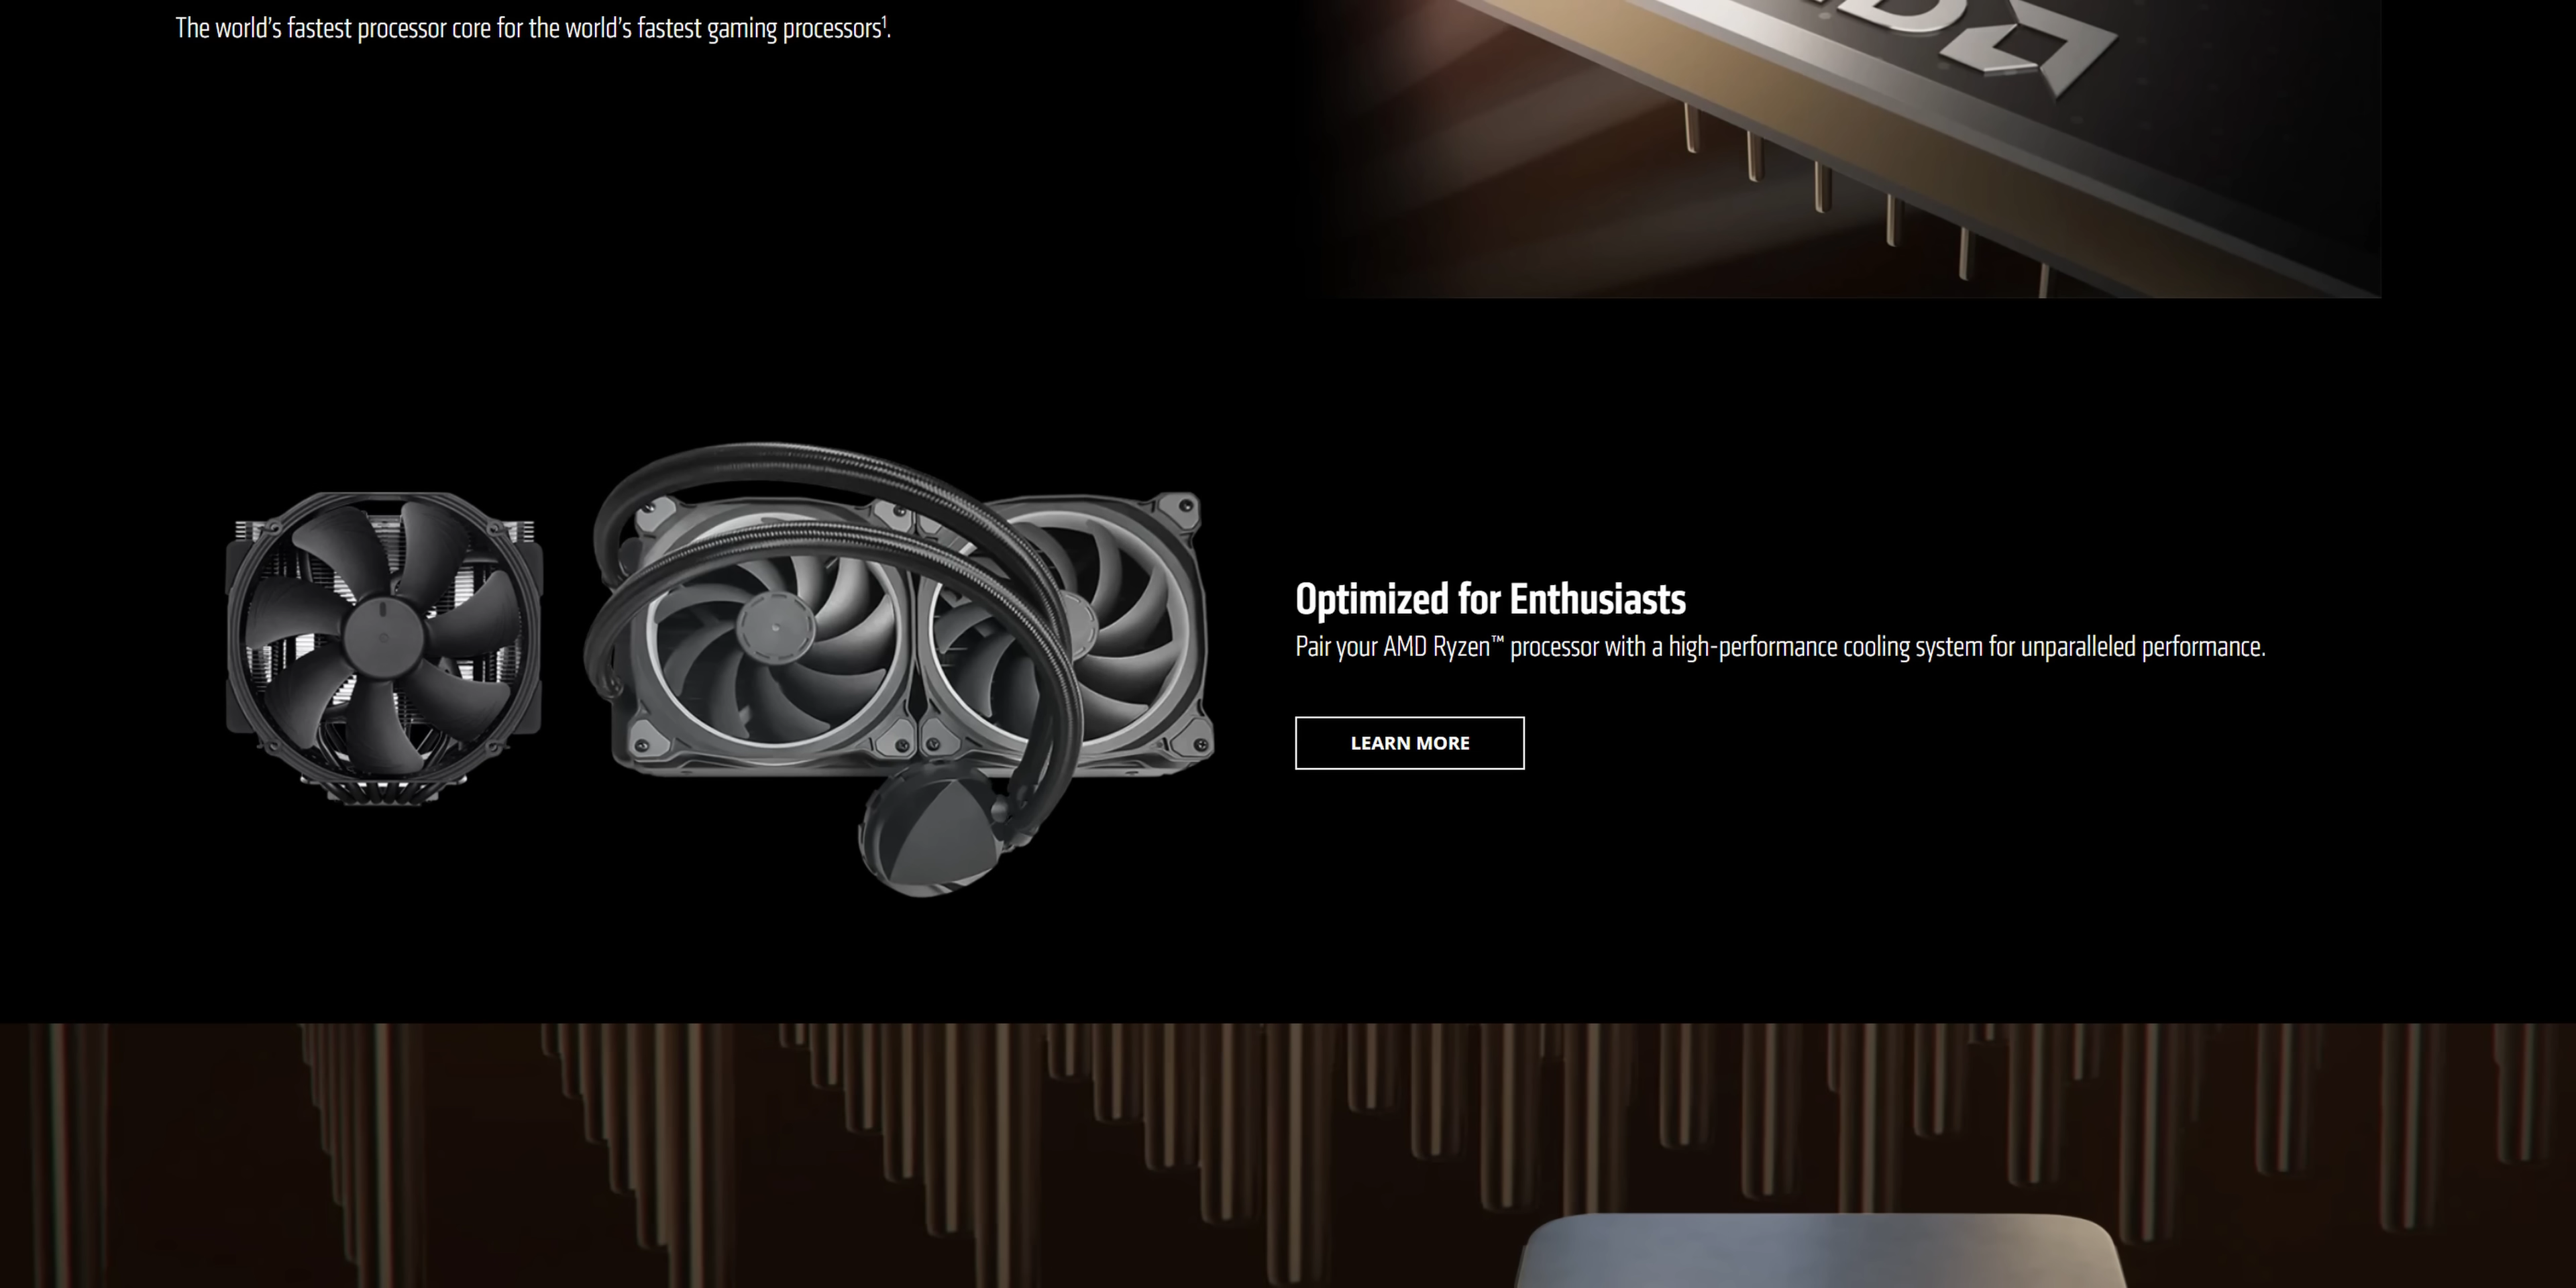 The world's fastest processor core for the world's fastest gaming processors¹.
Optimized for Enthusiasts
Pair your AMD Ryzen™ processor with a high-performance cooling system for unparalleled performance.
LEARN MORE